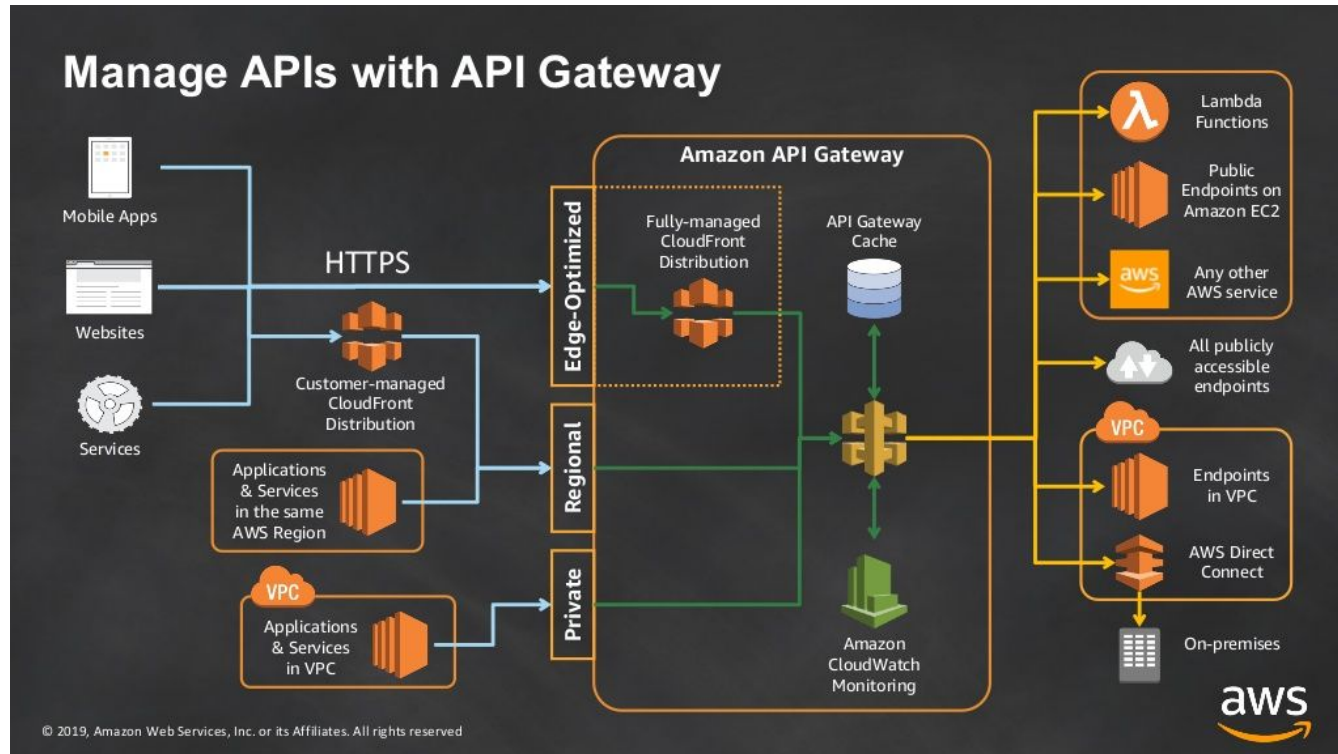 Manage APIs with API Gateway
Mobile Apps
Websites
Services
HTTPS
Customer-managed
CloudFront
Distribution
Applications
& Services
in the same
AWS Region
VPC
Applications
& Services
in VPC
Edge-Optimized
Regional
Private
Amazon API Gateway
Fully-managed
CloudFront
Distribution
API Gateway
Cache
Amazon
CloudWatch
Monitoring
λ
Lambda
Functions
Public
Endpoints on
Amazon EC2
aws
Any other
AWS service
All publicly
accessible
endpoints
VPC
Endpoints
in VPC
AWS Direct
Connect
On-premises
aws
© 2019, Amazon Web Services, Inc. or its Affiliates. All rights reserved